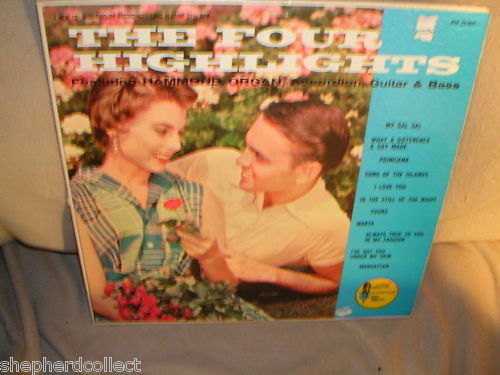 THE FOUR
HIGHLIGHTS
Featuring HAMMOND ORGAN, Accordion, Guitar & Bass
MY GAL SAL
WHAT A DIFFERENCE
A DAY MADE
POINCIANA
SONG OF THE ISLANDS
I LOVE YOU
IN THE STILL OF THE NIGHT
YOURS
MARTA
ALWAYS TRUE TO YOU
IN MY FASHION
I'VE GOT YOU
UNDER MY SKIN
MANHATTAN
shepherdcollect